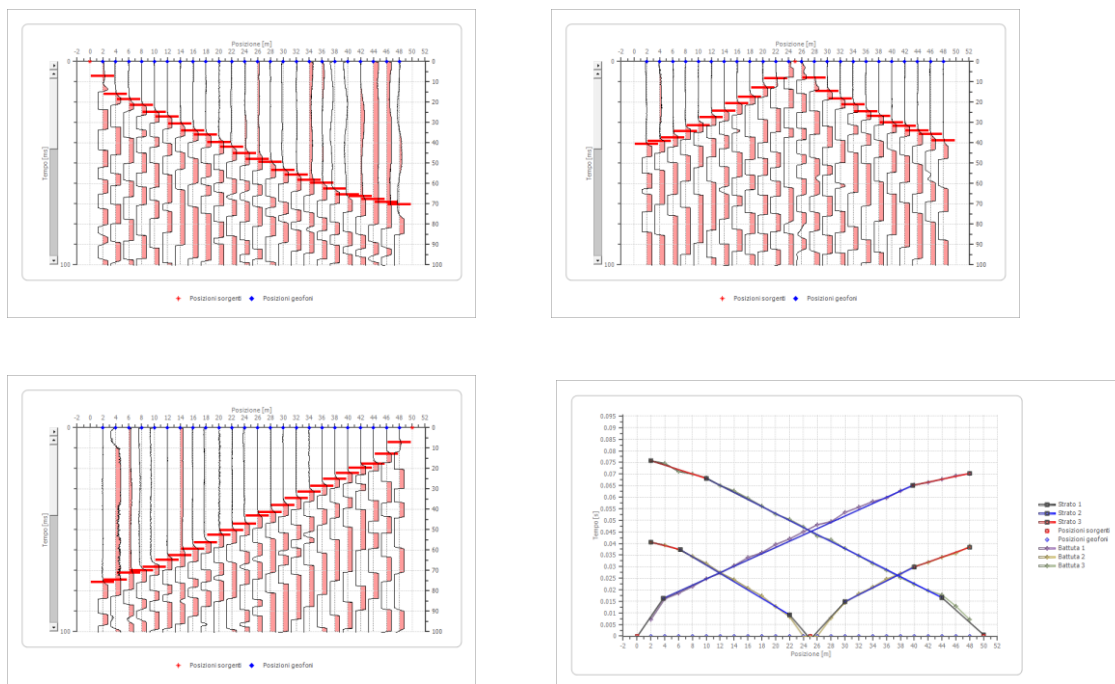 Posizione [m]
-2 0 2 4 6 8 10 12 14 16 18 20 22 24 26 28 30 32 34 36 38 40 42 44 46 48 50 52
0 0
10
20
30
40
Tempo [ms]
50
60
70
80
90
100 100
Posizioni sorgenti Posizioni geofoni
Posizione [m]
-2 0 2 4 6 8 10 12 14 16 18 20 22 24 26 28 30 32 34 36 38 40 42 44 46 48 50 52
0 0
10
20
30
40
Tempo [ms]
50
60
70
80
90
100 100
Posizioni sorgenti Posizioni geofoni
Posizione [m]
-2 0 2 4 6 8 10 12 14 16 18 20 22 24 26 28 30 32 34 36 38 40 42 44 46 48 50 52
0 0
10
20
30
40
Tempo [ms]
50
60
70
80
90
100 100
Posizioni sorgenti Posizioni geofoni
0.095
0.09
0.085
0.08
0.075
0.07
0.065
0.06
0.055
0.05
0.045
0.04
0.035
0.03
0.025
0.02
0.015
0.01
0.005
0
Tempo [s]
-2 0 2 4 6 8 10 12 14 16 18 20 22 24 26 28 30 32 34 36 38 40 42 44 46 48 50 52
Posizione [m]
Strato 1
Strato 2
Strato 3
Posizioni sorgenti
Posizioni geofoni
Battuta 1
Battuta 2
Battuta 3